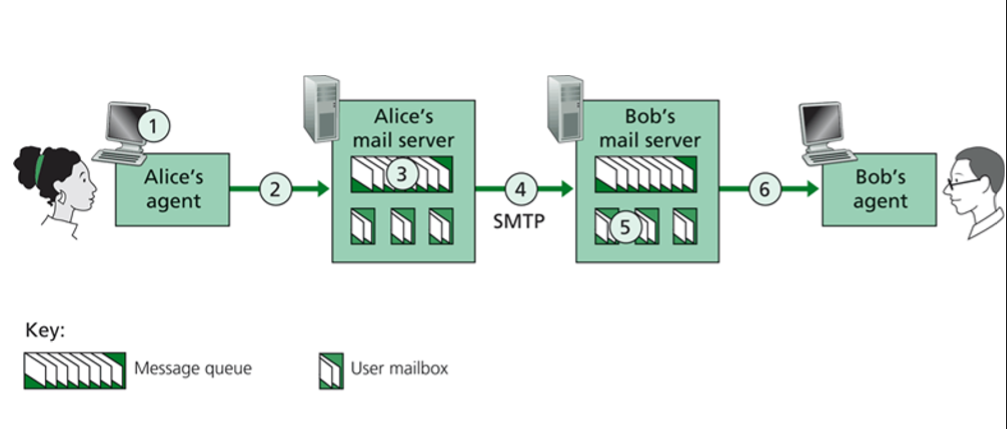 1
Alice's
agent
2
Alice's
mail server
3
4
SMTP
Bob's
mail server
5
6
Bob's
agent
Key:
Message queue
User mailbox